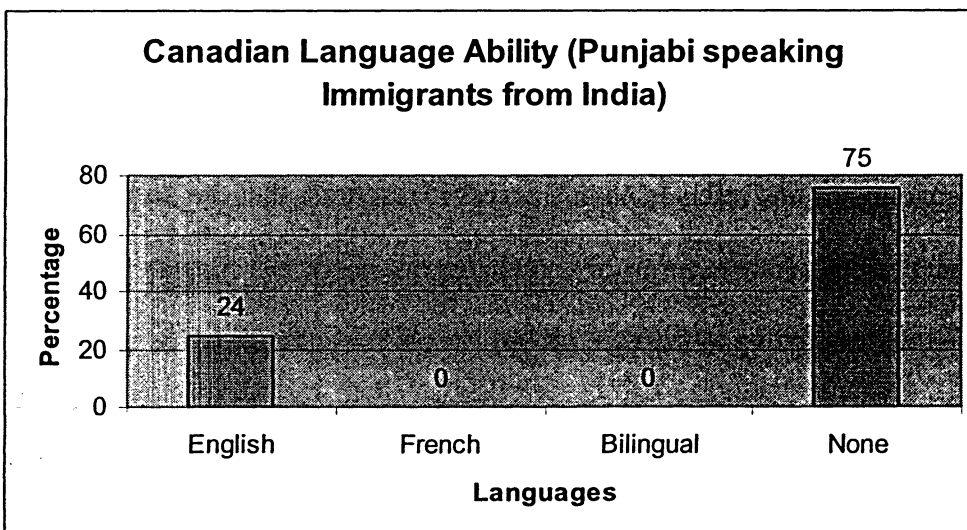 Canadian Language Ability (Punjabi speaking
Immigrants from India)
75
80
60
40
24
20
0
0
0
Percentage
English
French
Bilingual
None
Languages